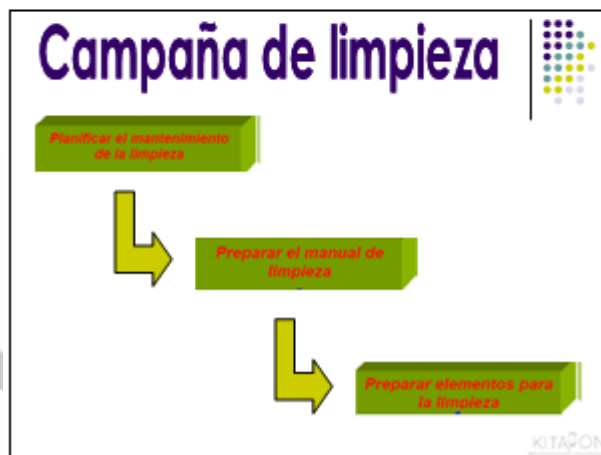 Campaña de limpieza
Planificar el mantenimiento
de la limpieza
Preparar el manual de
limpieza
Preparar elementos para
la limpieza
KITAPON